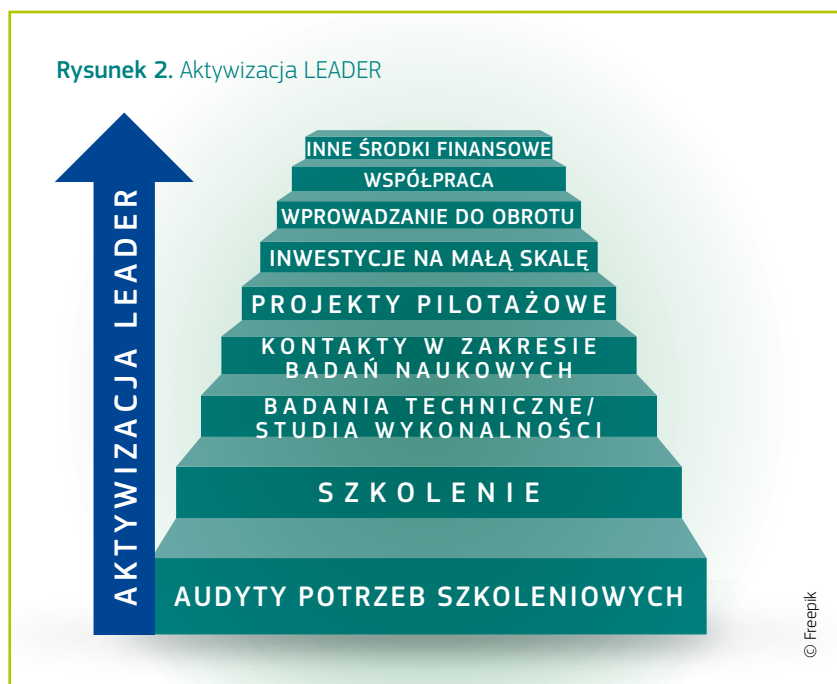 Rysunek 2. Aktywizacja LEADER
AKTYWIZACJA LEADER
INNE ŚRODKI FINANSOWE
WSPÓŁPRACA
WPROWADZANIE DO OBROTU
INWESTYCJE NA MAŁĄ SKALĘ
PROJEKTY PILOTAŻOWE
KONTAKTY W ZAKRESIE
BADAŃ NAUKOWYCH
BADANIA TECHNICZNE/
STUDIA WYKONALNOŚCI
SZKOLENIE
AUDYTY POTRZEB SZKOLENIOWYCH
© Freepik